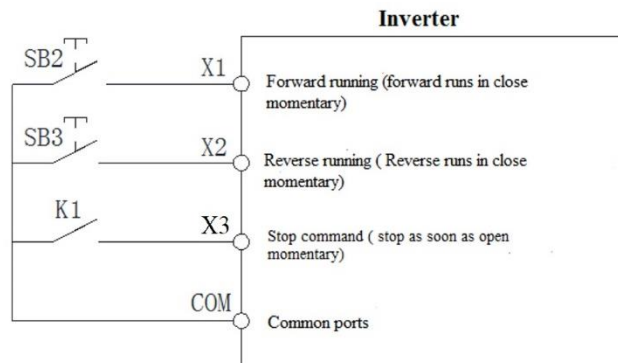 Inverter
SB2
X1
Forward running (forward runs in close
momentary)
SB3
X2
Reverse running ( Reverse runs in close
momentary)
K1
X3
Stop command ( stop as soon as open
momentary)
COM
Common ports